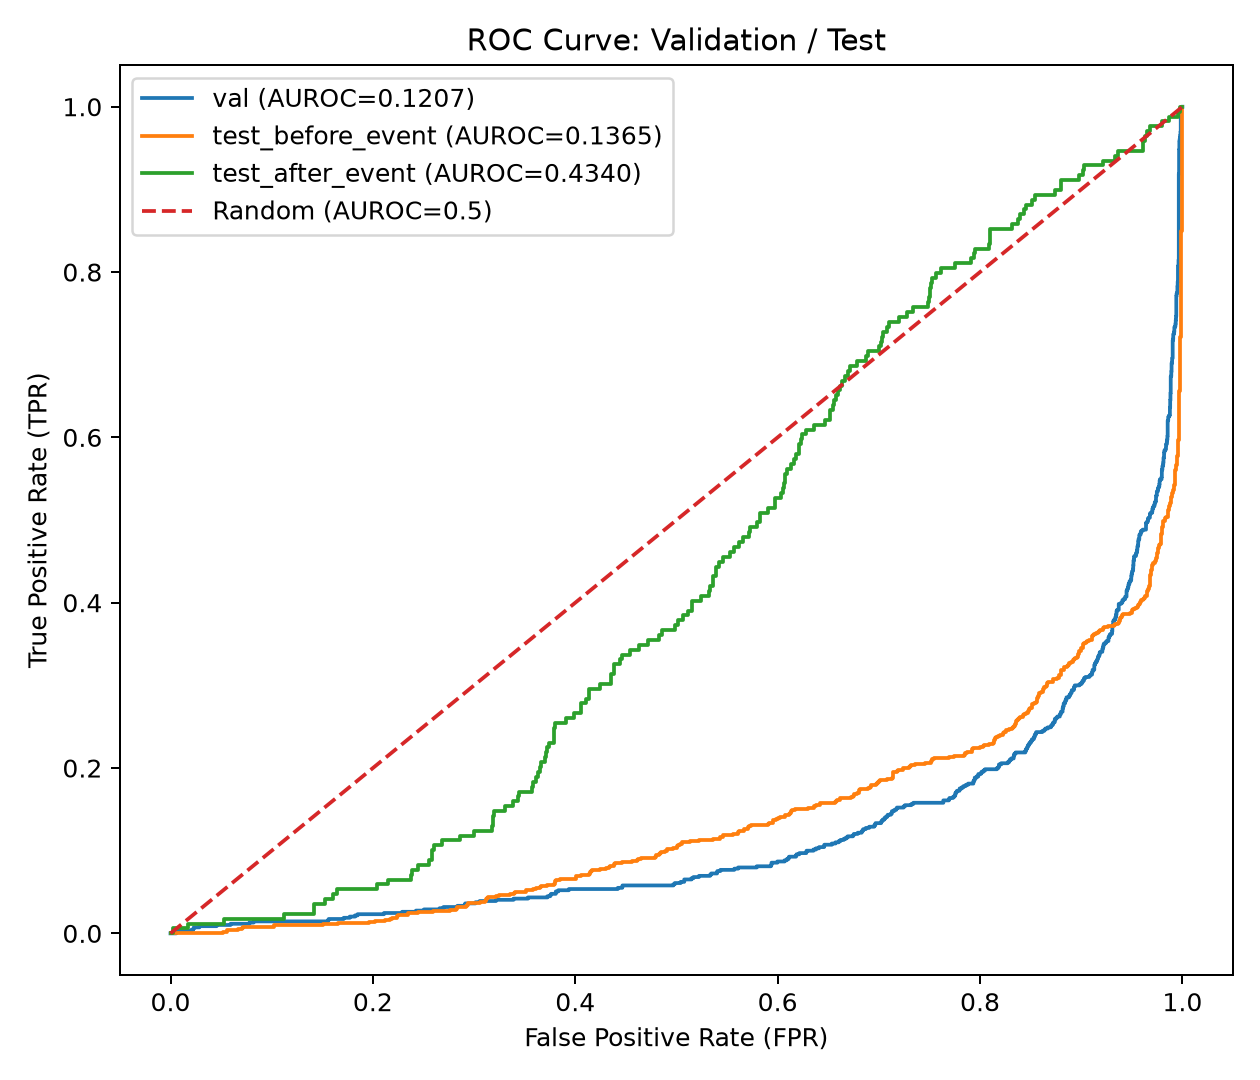 ROC Curve: Validation / Test
val (AUROC=0.1207)
test_before_event (AUROC=0.1365)
test_after_event (AUROC=0.4340)
Random (AUROC=0.5)
True Positive Rate (TPR)
1.0
0.8
0.6
0.4
0.2
0.0
0.0 0.2 0.4 0.6 0.8 1.0
False Positive Rate (FPR)